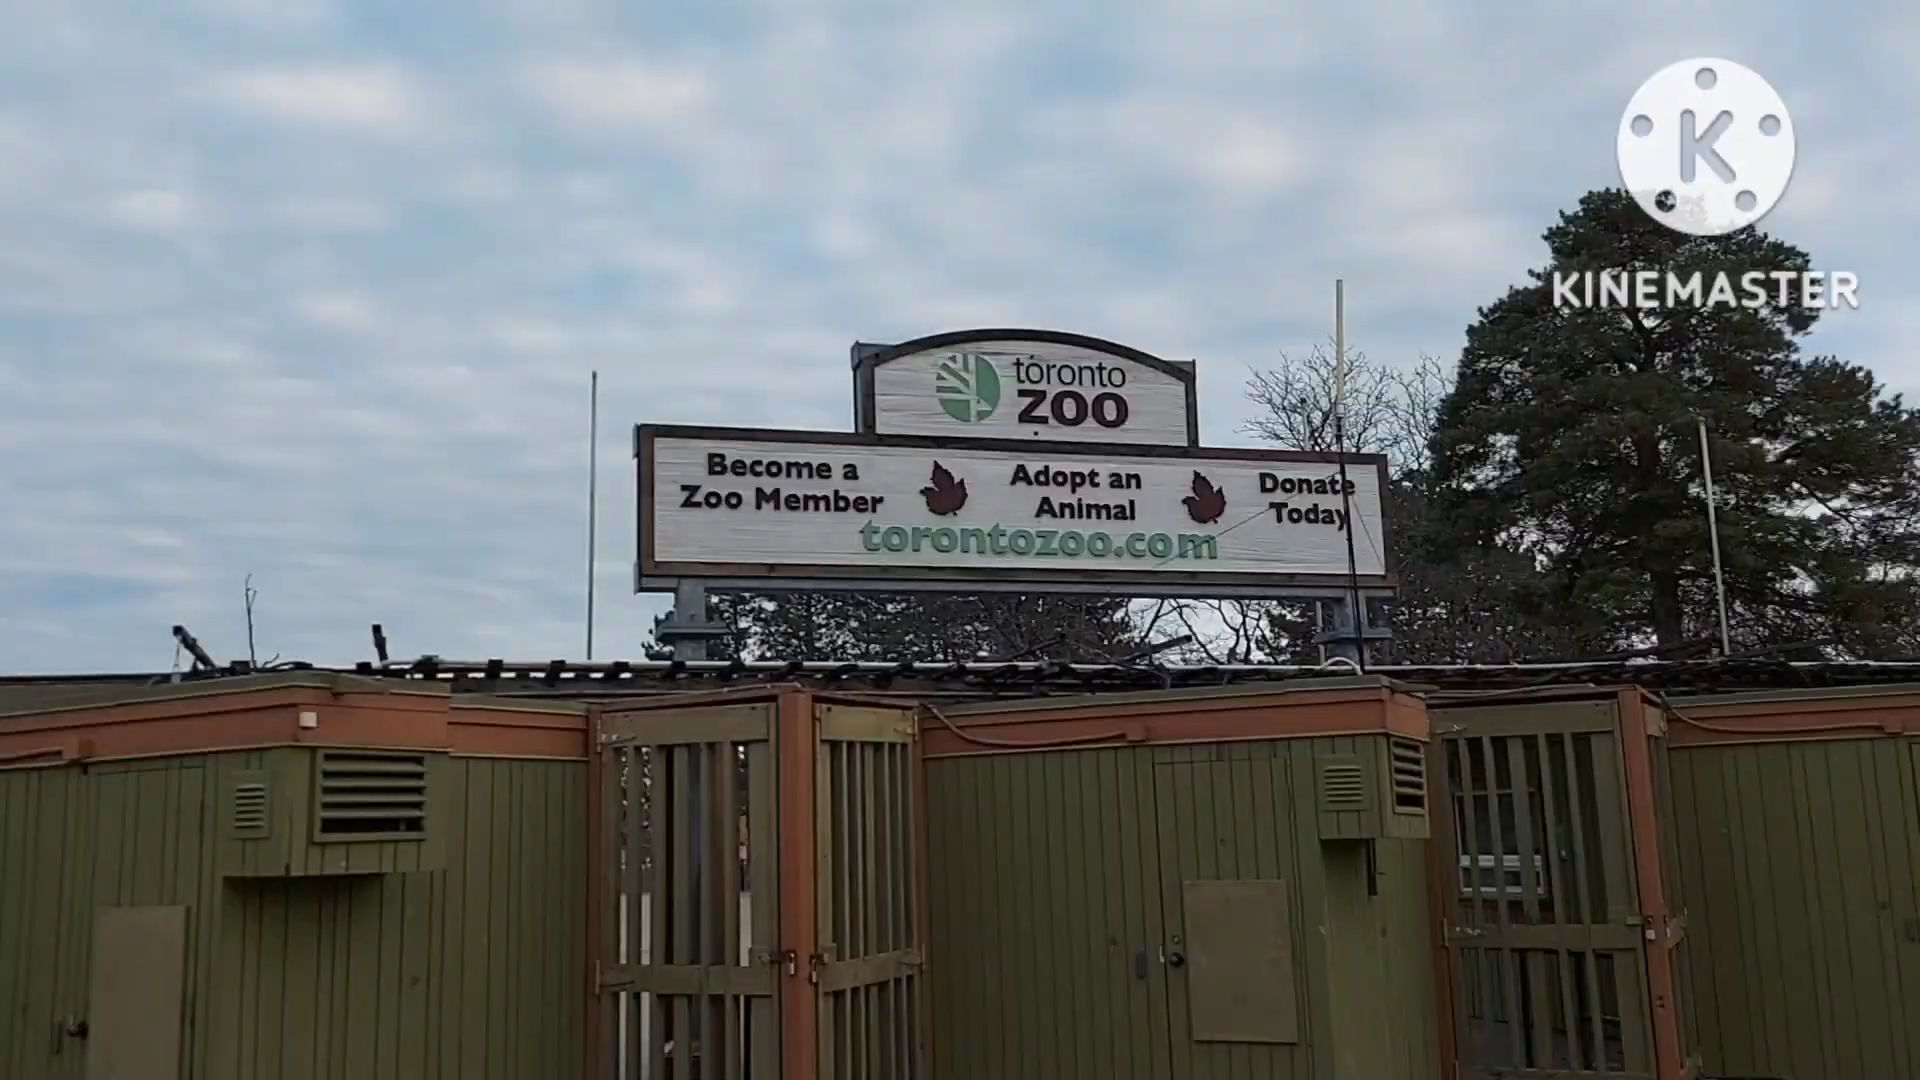 K
KINEMASTER
toronto
ZOO
Become a
Zoo Member
Adopt an
Animal
Donate
Today
torontozoo.com